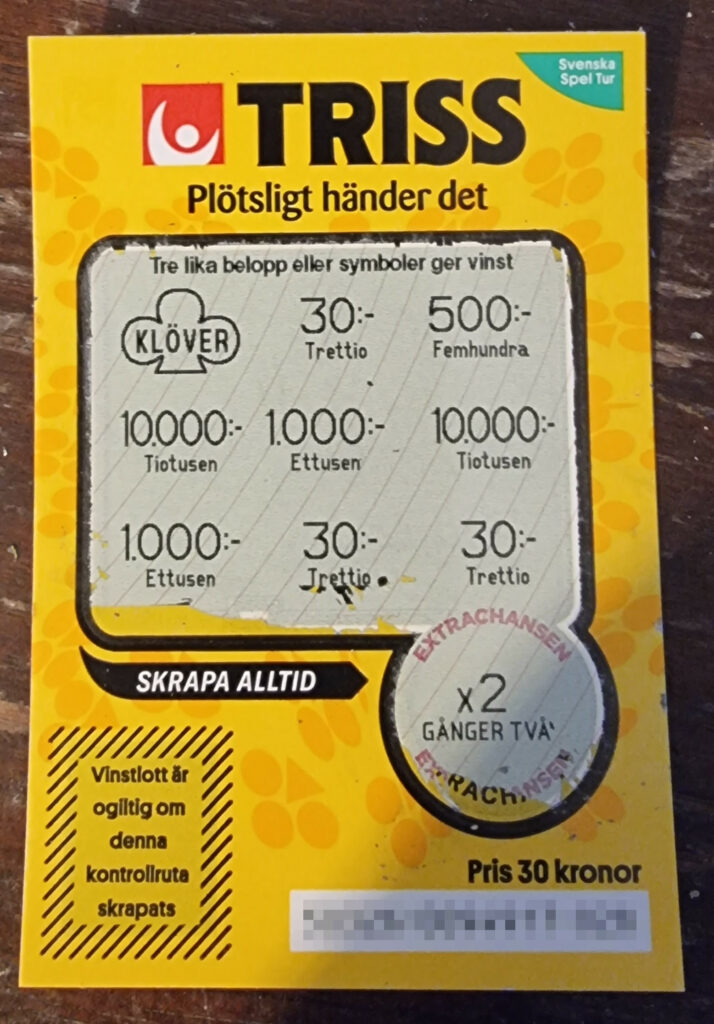 Svenska
Spel Tur
TRISS
Plötsligt händer det
Tre lika belopp eller symboler ger vinst
KLÖVER 30:- 500:-
Trettio Femhundra
10.000:- 1.000:- 10.000:-
Tiotusen Ettusen Tiotusen
1.000:- 30:- 30:-
Ettusen Trettio Trettio
EXTRACHANSEN
SKRAPA ALLTID
x2
GÅNGER TVÅ
EXTRACHANSEN
Vinstlott är
ogiltig om
denna
kontrollruta
skrapats
Pris 30 kronor